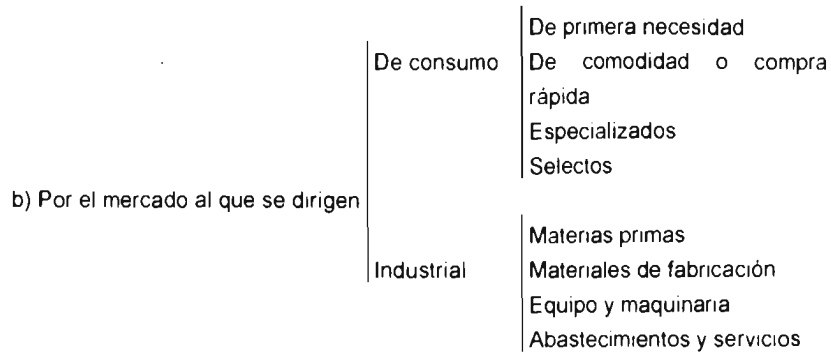 De primera necesidad
De consumo
De comodidad o compra
rápida
Especializados
Selectos
b) Por el mercado al que se dirigen
Materias primas
Industrial
Materiales de fabricación
Equipo y maquinaria
Abastecimientos y servicios